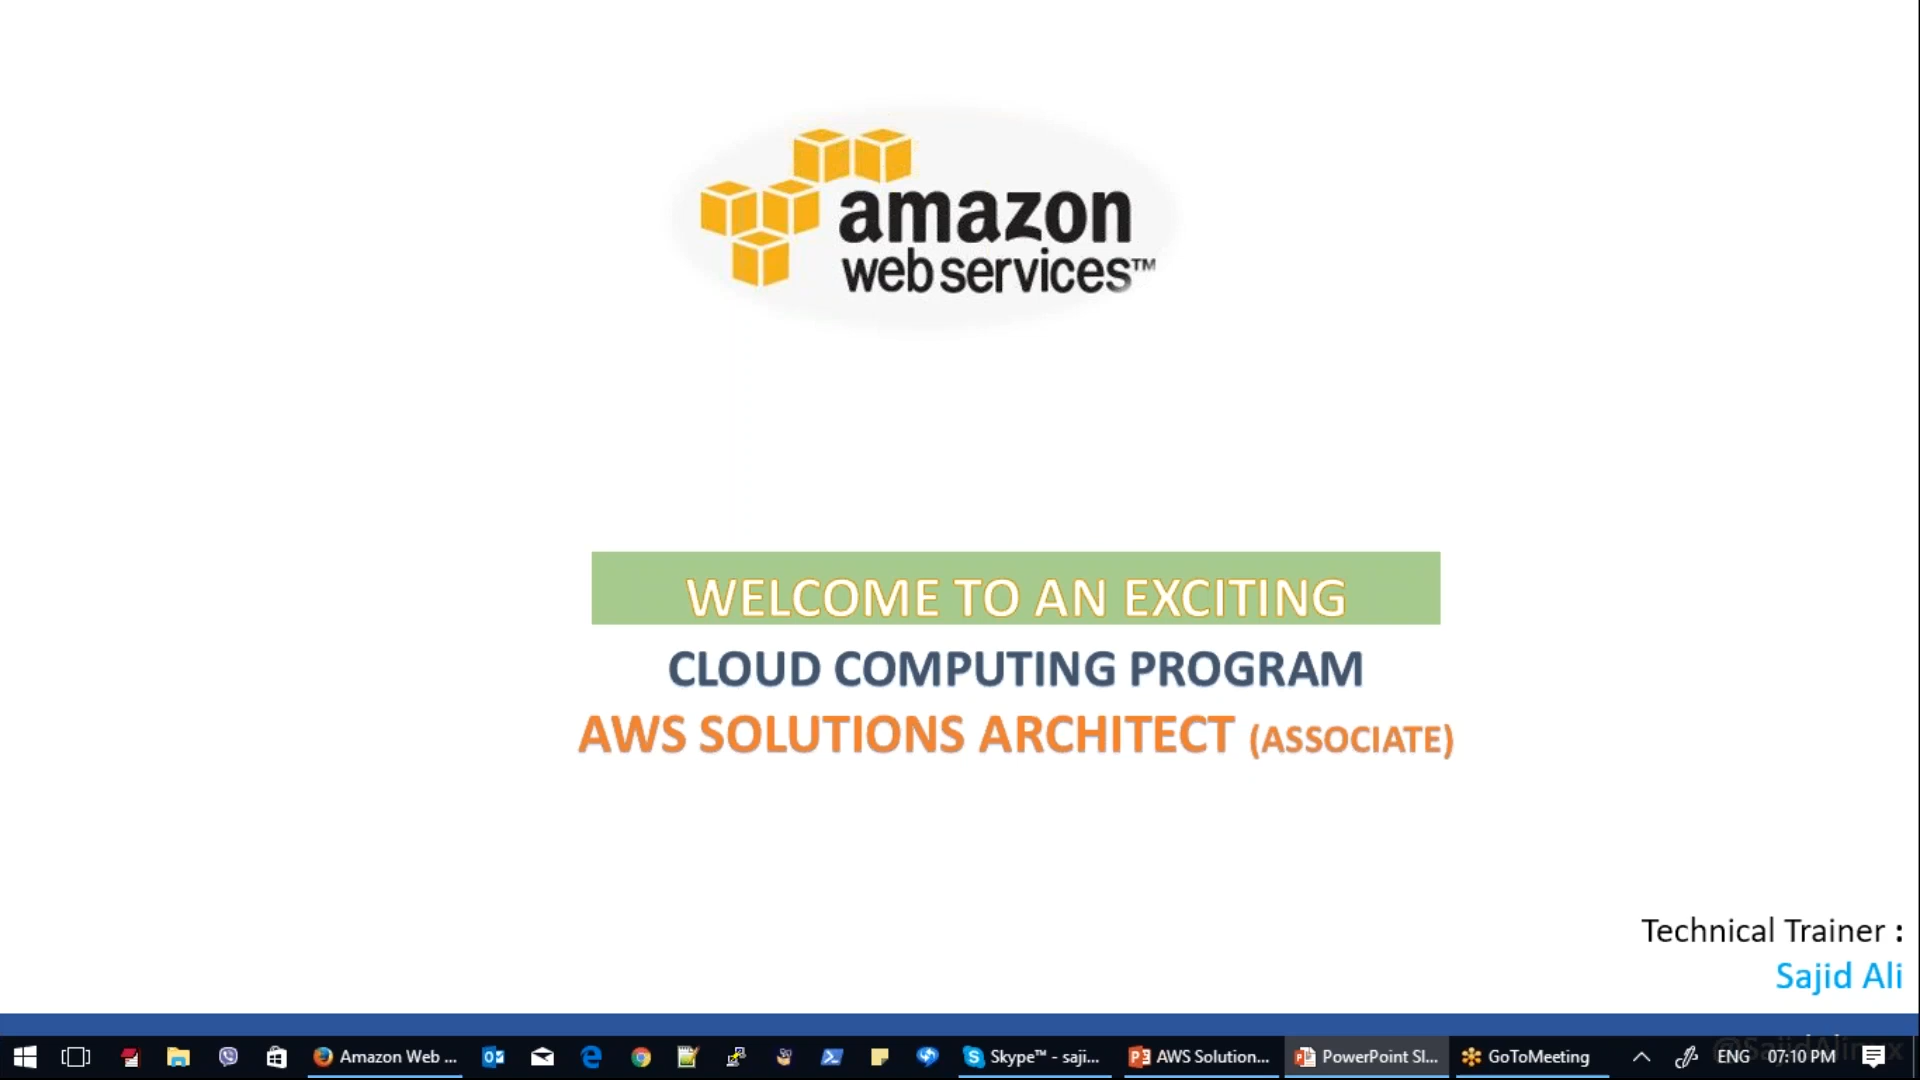 amazon
web services™
WELCOME TO AN EXCITING
CLOUD COMPUTING PROGRAM
AWS SOLUTIONS ARCHITECT (ASSOCIATE)
Technical Trainer :
Sajid Ali
Amazon Web ...
Skype™ - saji...
AWS Solution...
PowerPoint Sl...
GoToMeeting
ENG
07:10 PM